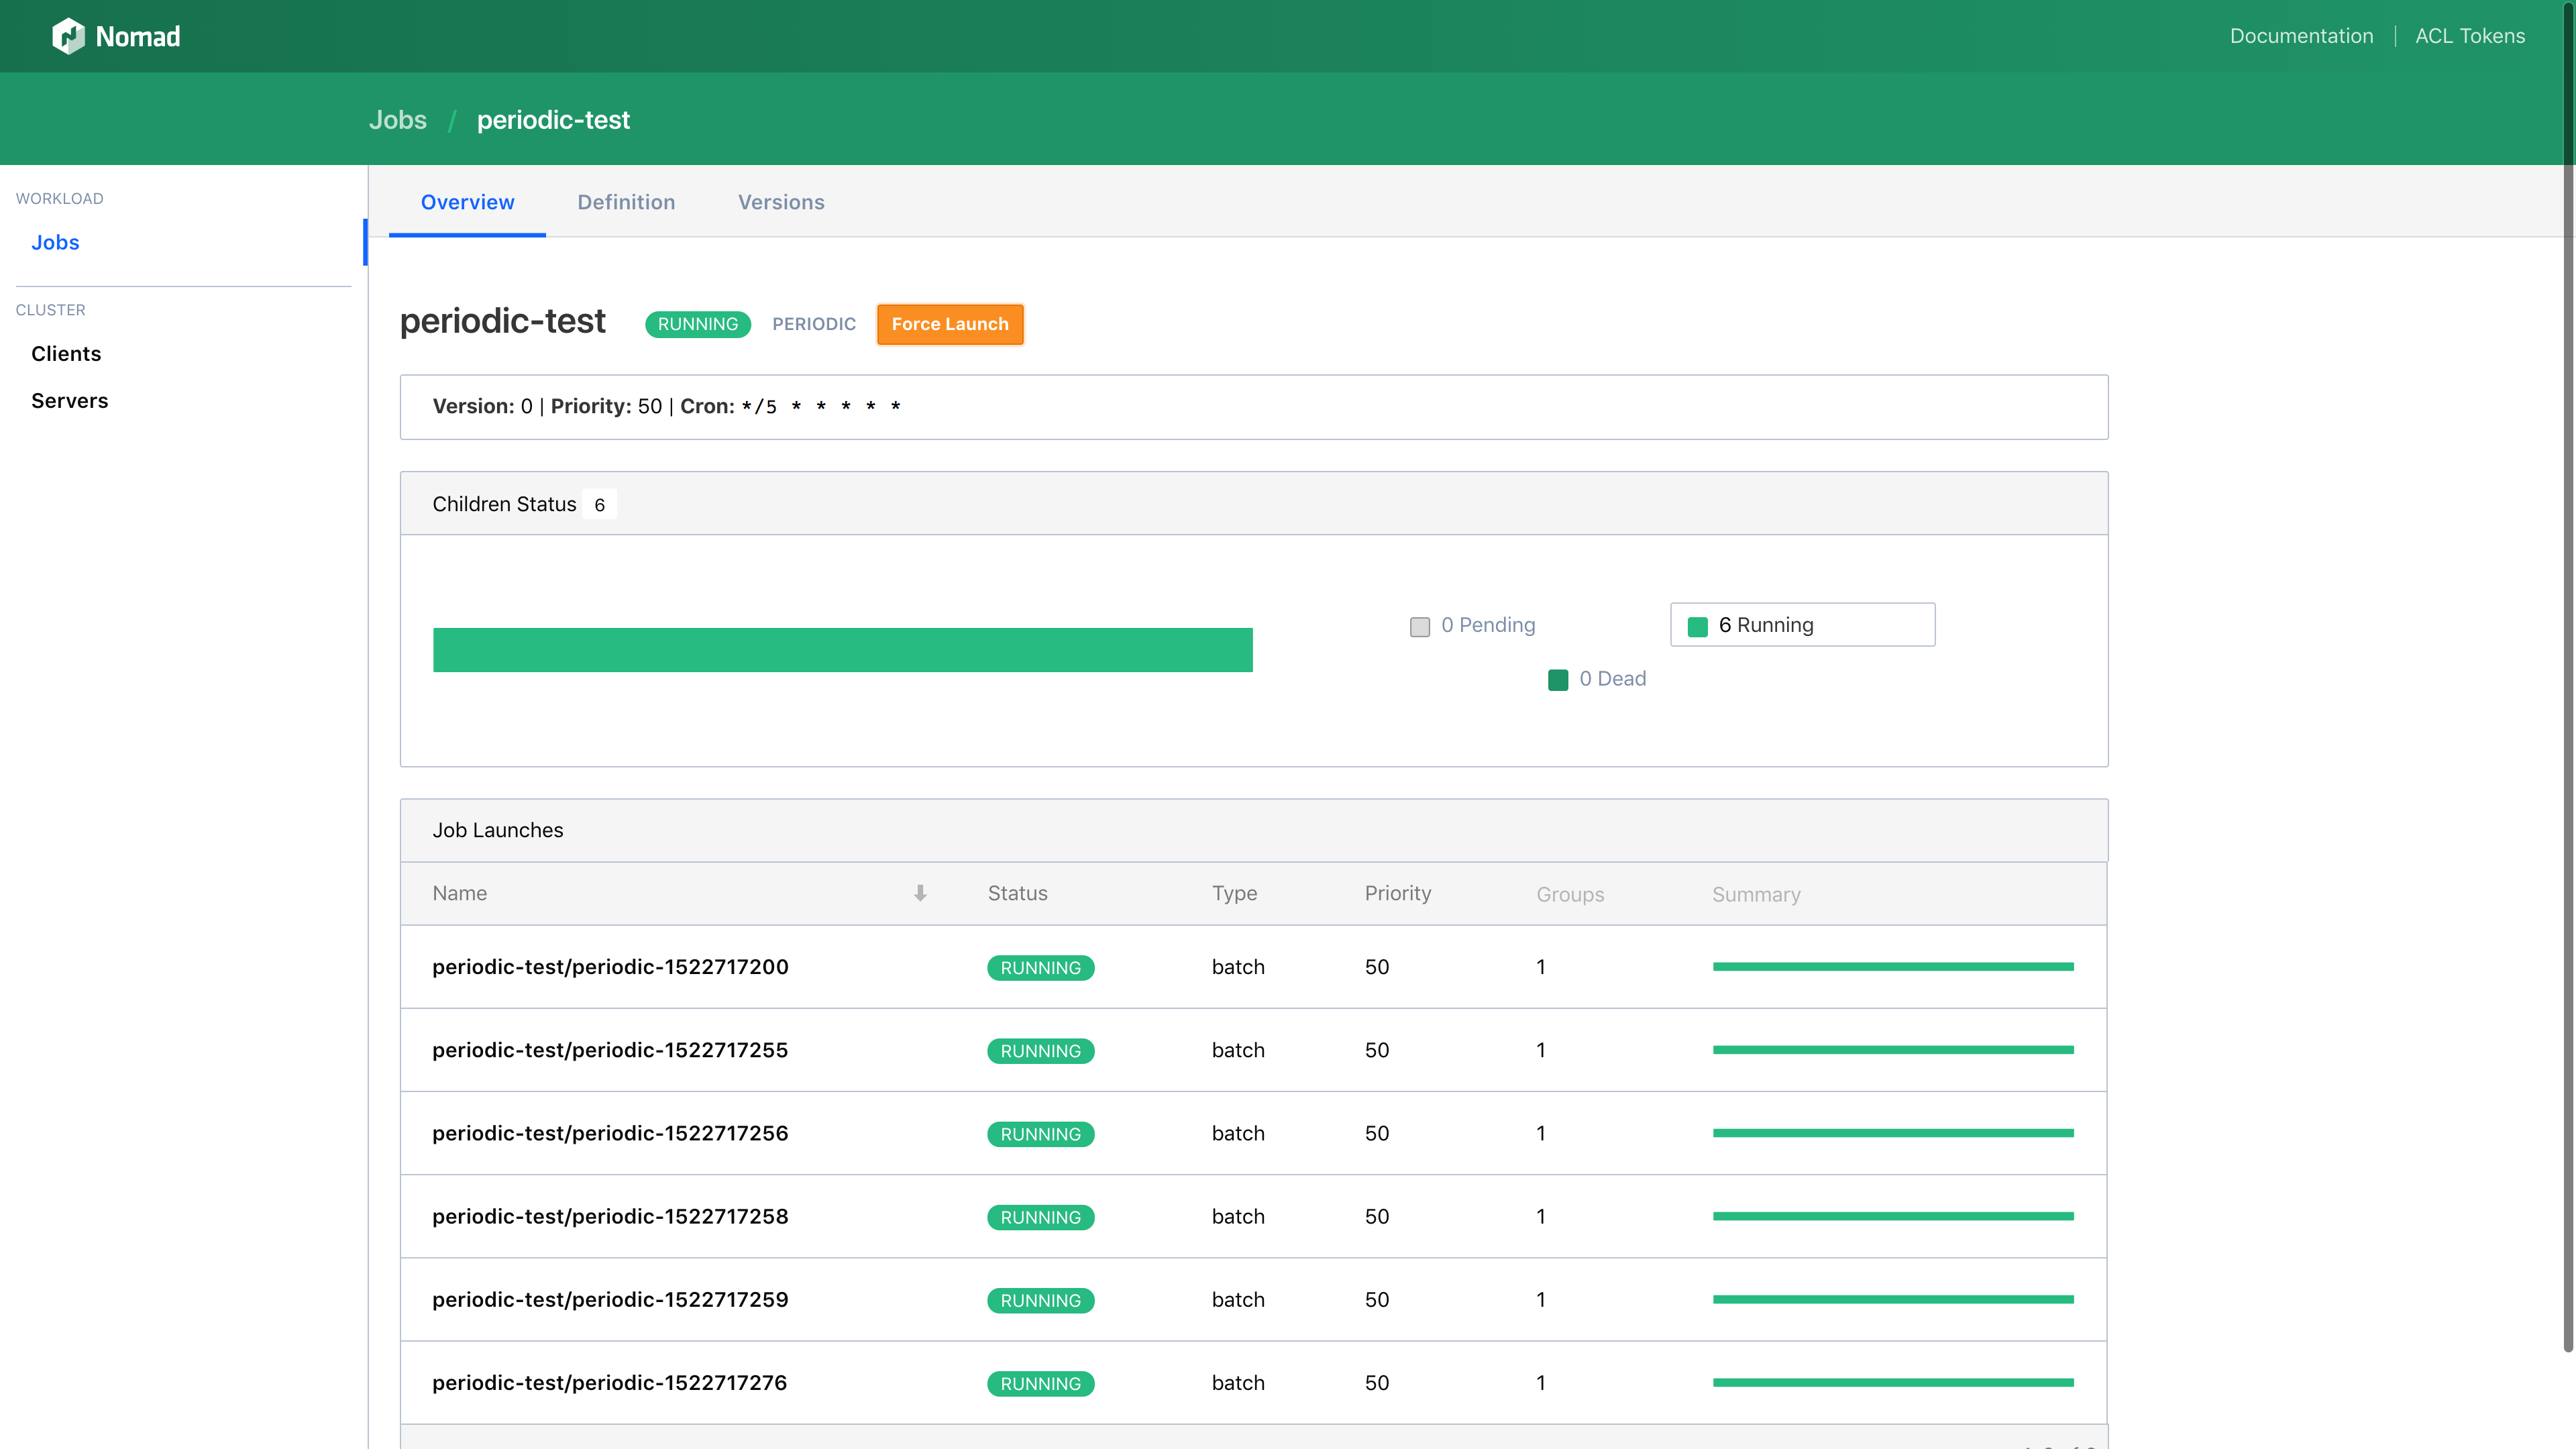 Nomad
Documentation | ACL Tokens
Jobs / periodic-test
WORKLOAD
Jobs
CLUSTER
Clients
Servers
Overview Definition Versions
periodic-test RUNNING PERIODIC Force Launch
Version: 0 | Priority: 50 | Cron: */5 * * * * *
Children Status 6
0 Pending 6 Running
0 Dead
Job Launches
Name Status Type Priority Groups Summary
periodic-test/periodic-1522717200 RUNNING batch 50 1
periodic-test/periodic-1522717255 RUNNING batch 50 1
periodic-test/periodic-1522717256 RUNNING batch 50 1
periodic-test/periodic-1522717258 RUNNING batch 50 1
periodic-test/periodic-1522717259 RUNNING batch 50 1
periodic-test/periodic-1522717276 RUNNING batch 50 1